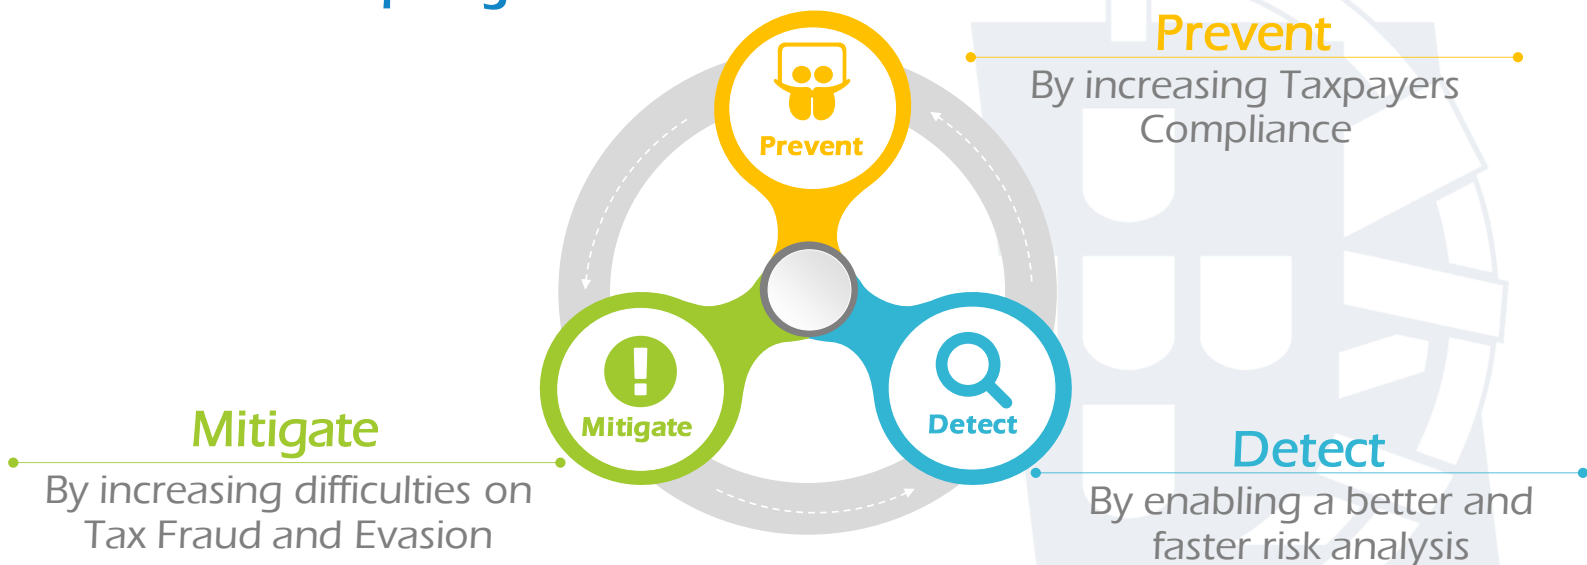 Prevent
By increasing Taxpayers
Compliance
Prevent
Mitigate
Detect
Mitigate
By increasing difficulties on
Tax Fraud and Evasion
Detect
By enabling a better and
faster risk analysis